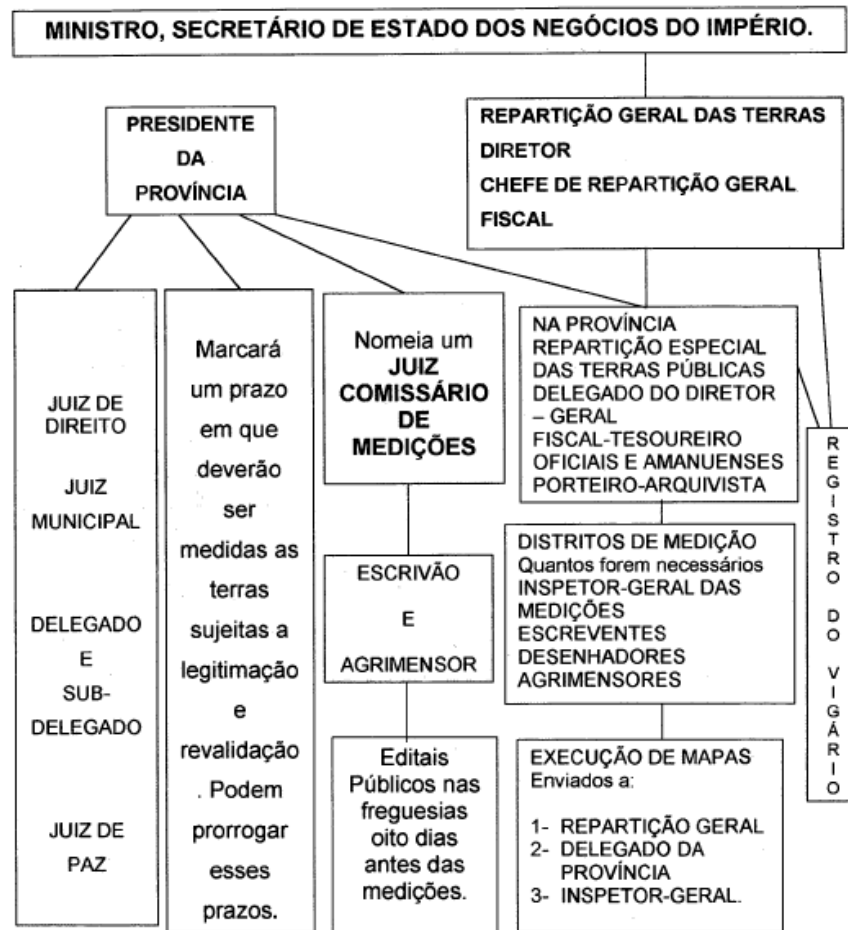 MINISTRO, SECRETÁRIO DE ESTADO DOS NEGÓCIOS DO IMPÉRIO.
PRESIDENTE
DA
PROVÍNCIA
REPARTIÇÃO GERAL DAS TERRAS
DIRETOR
CHEFE DE REPARTIÇÃO GERAL
FISCAL
JUIZ DE
DIREITO
JUIZ
MUNICIPAL
DELEGADO
E
SUB-
DELEGADO
JUIZ DE
PAZ
Marcará
um prazo
em que
deverão
ser
medidas as
terras
sujeitas a
legitimação
e
revalidação
. Podem
prorrogar
esses
prazos.
Nomeia um
JUIZ
COMISSÁRIO
DE
MEDIÇÕES
ESCRIVÃO
E
AGRIMENSOR
Editais
Públicos nas
freguesias
oito dias
antes das
medições.
NA PROVÍNCIA
REPARTIÇÃO ESPECIAL
DAS TERRAS PÚBLICAS
DELEGADO DO DIRETOR
– GERAL
FISCAL-TESOUREIRO
OFICIAIS E AMANUENSES
PORTEIRO-ARQUIVISTA
DISTRITOS DE MEDIÇÃO
Quantos forem necessários
INSPETOR-GERAL DAS
MEDIÇÕES
ESCREVENTES
DESENHADORES
AGRIMENSORES
EXECUÇÃO DE MAPAS
Enviados a:
1- REPARTIÇÃO GERAL
2- DELEGADO DA
PROVÍNCIA
3- INSPETOR-GERAL.
REGISTRO DO VIGÁRIO